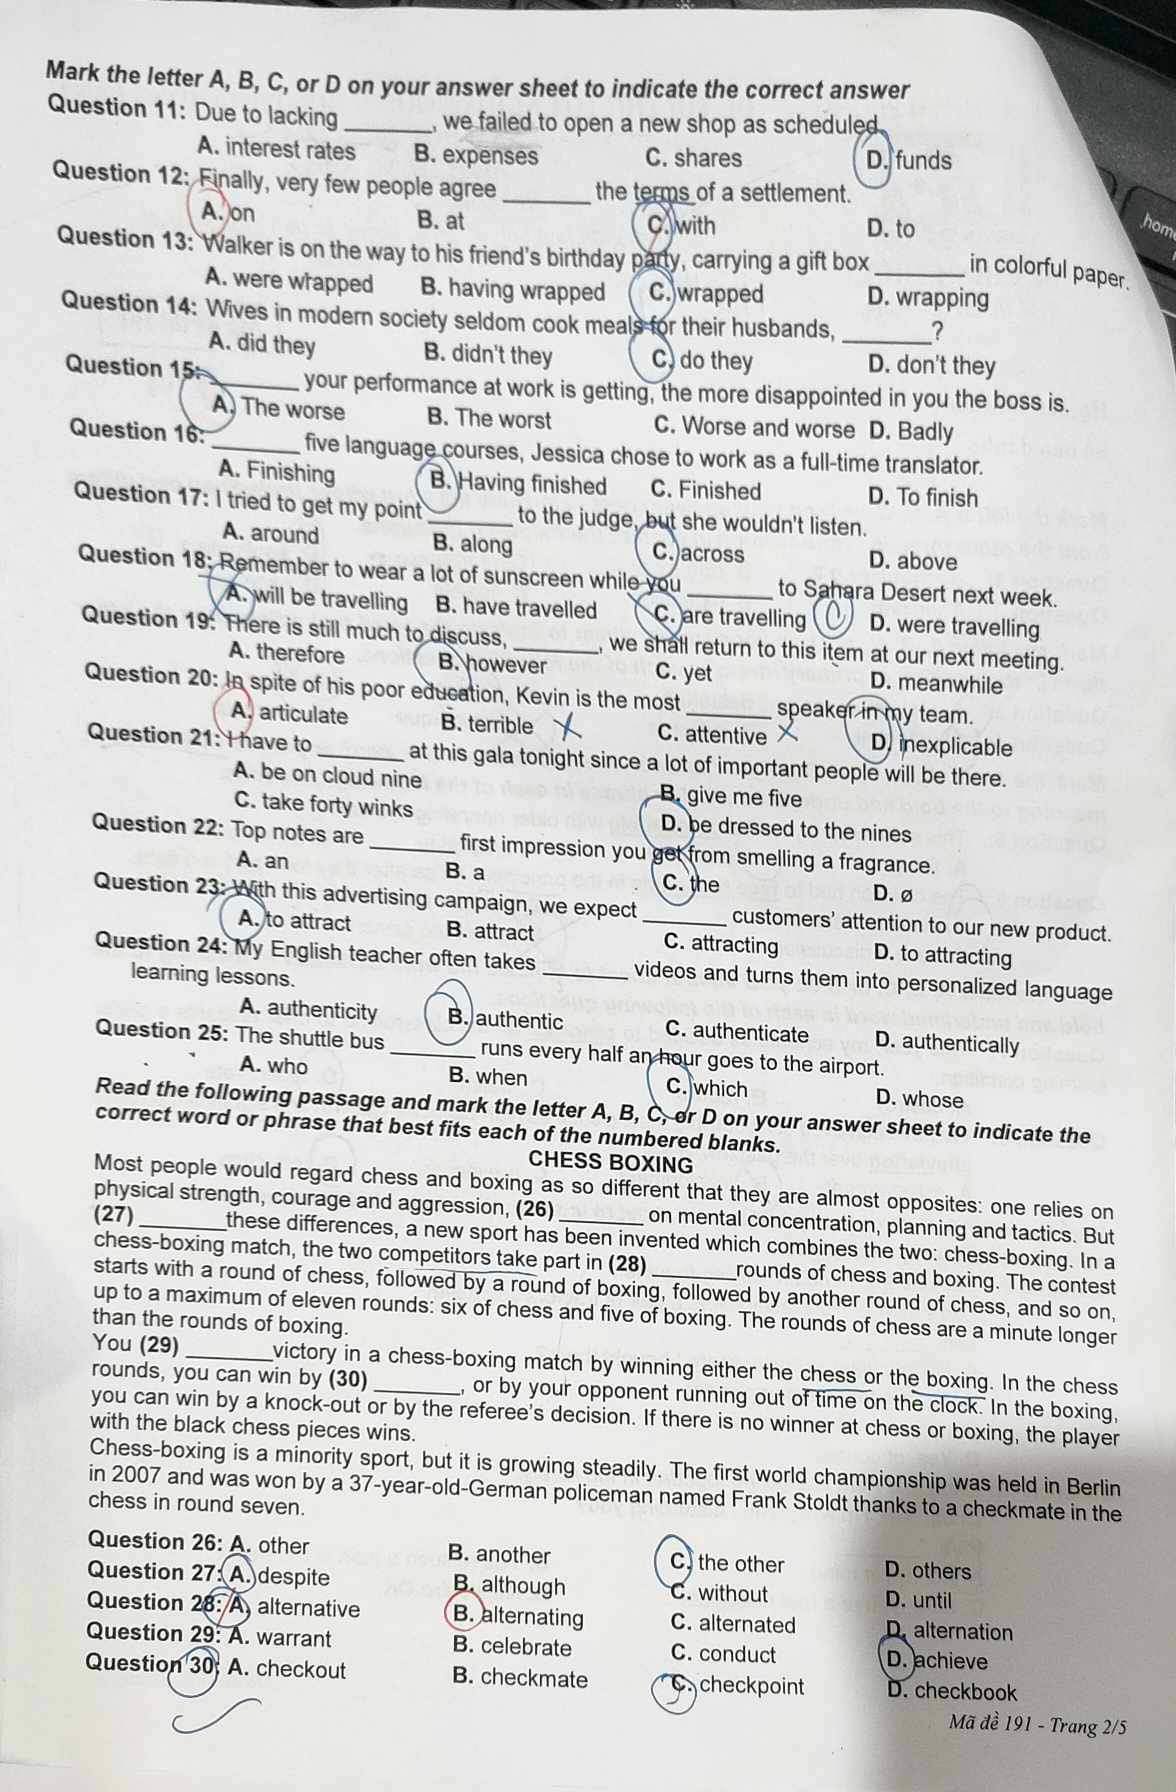 Mark the letter A, B, C, or D on your answer sheet to indicate the correct answer
Question 11: Due to lacking ________, we failed to open a new shop as scheduled.
A. interest rates B. expenses C. shares D. funds
Question 12: Finally, very few people agree ________ the terms of a settlement.
A. on B. at C. with D. to
Question 13: Walker is on the way to his friend's birthday party, carrying a gift box ________ in colorful paper.
A. were wrapped B. having wrapped C. wrapped D. wrapping
Question 14: Wives in modern society seldom cook meals for their husbands, ________?
A. did they B. didn't they C. do they D. don't they
Question 15: ________ your performance at work is getting, the more disappointed in you the boss is.
A. The worse B. The worst C. Worse and worse D. Badly
Question 16: ________ five language courses, Jessica chose to work as a full-time translator.
A. Finishing B. Having finished C. Finished D. To finish
Question 17: I tried to get my point ________ to the judge, but she wouldn't listen.
A. around B. along C. across D. above
Question 18: Remember to wear a lot of sunscreen while you ________ to Sahara Desert next week.
A. will be travelling B. have travelled C. are travelling C D. were travelling
Question 19: There is still much to discuss, ________, we shall return to this item at our next meeting.
A. therefore B. however C. yet D. meanwhile
Question 20: In spite of his poor education, Kevin is the most ________ speaker in my team.
A. articulate B. terrible C. attentive D. inexplicable
Question 21: I have to ________ at this gala tonight since a lot of important people will be there.
A. be on cloud nine B. give me five
C. take forty winks D. be dressed to the nines
Question 22: Top notes are ________ first impression you get from smelling a fragrance.
A. an B. a C. the D. ø
Question 23: With this advertising campaign, we expect ________ customers' attention to our new product.
A. to attract B. attract C. attracting D. to attracting
Question 24: My English teacher often takes ________ videos and turns them into personalized language
learning lessons.
A. authenticity B. authentic C. authenticate D. authentically
Question 25: The shuttle bus ________ runs every half an hour goes to the airport.
A. who B. when C. which D. whose
Read the following passage and mark the letter A, B, C, or D on your answer sheet to indicate the
correct word or phrase that best fits each of the numbered blanks.
CHESS BOXING
Most people would regard chess and boxing as so different that they are almost opposites: one relies on
physical strength, courage and aggression, (26) ________ on mental concentration, planning and tactics. But
(27) ________these differences, a new sport has been invented which combines the two: chess-boxing. In a
chess-boxing match, the two competitors take part in (28) ________rounds of chess and boxing. The contest
starts with a round of chess, followed by a round of boxing, followed by another round of chess, and so on,
up to a maximum of eleven rounds: six of chess and five of boxing. The rounds of chess are a minute longer
than the rounds of boxing.
You (29) ________victory in a chess-boxing match by winning either the chess or the boxing. In the chess
rounds, you can win by (30) ________, or by your opponent running out of time on the clock. In the boxing,
you can win by a knock-out or by the referee's decision. If there is no winner at chess or boxing, the player
with the black chess pieces wins.
Chess-boxing is a minority sport, but it is growing steadily. The first world championship was held in Berlin
in 2007 and was won by a 37-year-old-German policeman named Frank Stoldt thanks to a checkmate in the
chess in round seven.
Question 26: A. other B. another C. the other D. others
Question 27: A. despite B. although C. without D. until
Question 28: A. alternative B. alternating C. alternated D. alternation
Question 29: A. warrant B. celebrate C. conduct D. achieve
Question 30: A. checkout B. checkmate C. checkpoint D. checkbook
Mã đề 191 - Trang 2/5